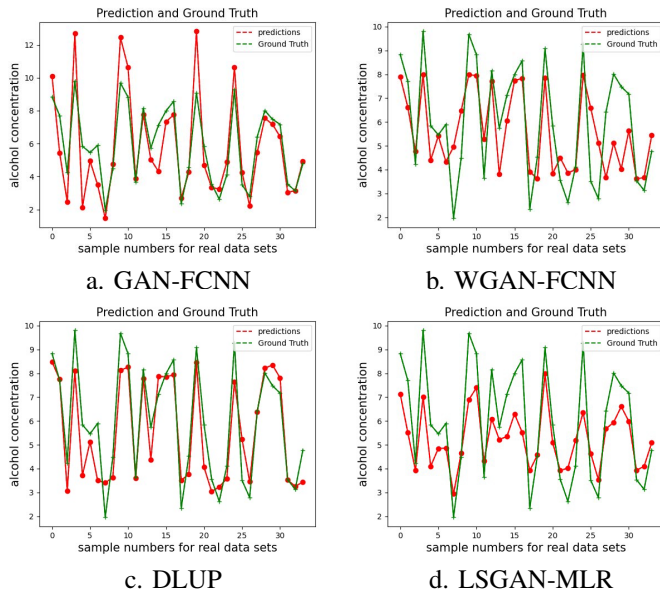 Prediction and Ground Truth
predictions
Ground Truth
alcohol concentration
12
10
8
6
4
2
0 5 10 15 20 25 30
sample numbers for real data sets
a. GAN-FCNN
Prediction and Ground Truth
predictions
Ground Truth
alcohol concentration
10
9
8
7
6
5
4
3
2
0 5 10 15 20 25 30
sample numbers for real data sets
b. WGAN-FCNN
Prediction and Ground Truth
predictions
Ground Truth
alcohol concentration
10
9
8
7
6
5
4
3
2
0 5 10 15 20 25 30
sample numbers for real data sets
c. DLUP
Prediction and Ground Truth
predictions
Ground Truth
alcohol concentration
10
9
8
7
6
5
4
3
2
0 5 10 15 20 25 30
sample numbers for real data sets
d. LSGAN-MLR